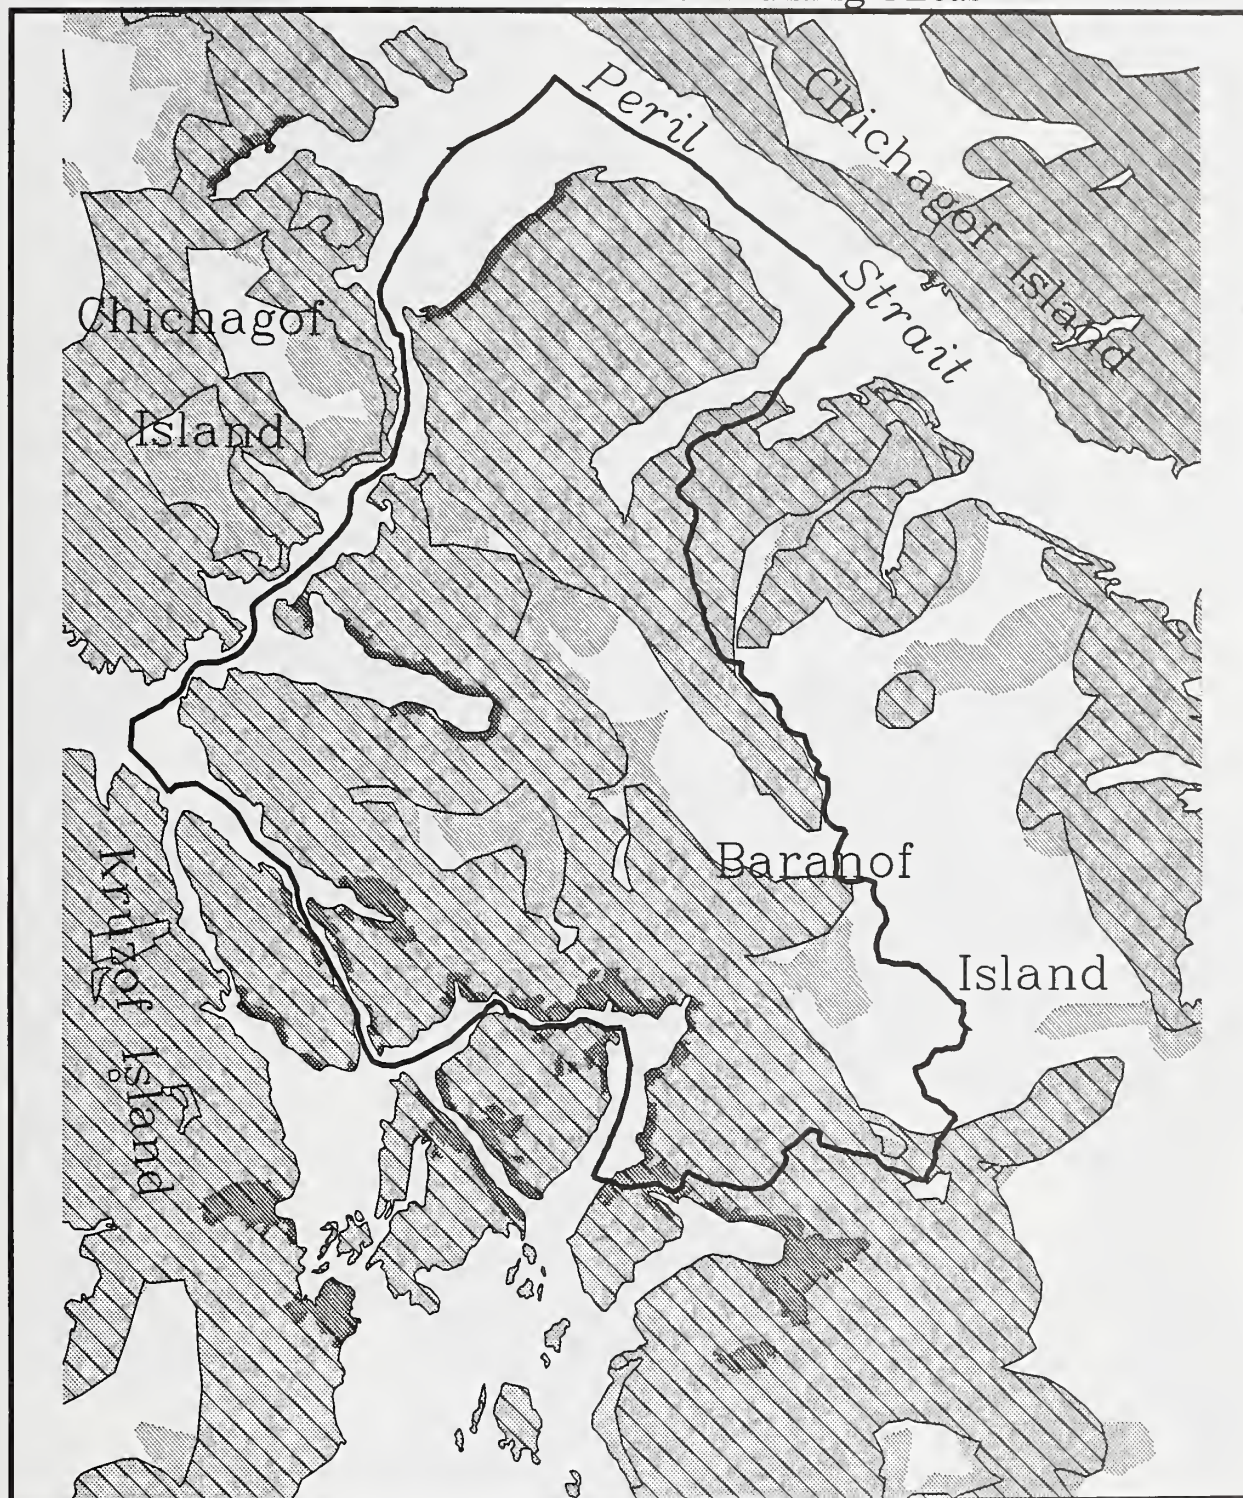 Peril
Strait
Chichagof Island
Chichagof
Island
Kruzof Island
Baranof
Island